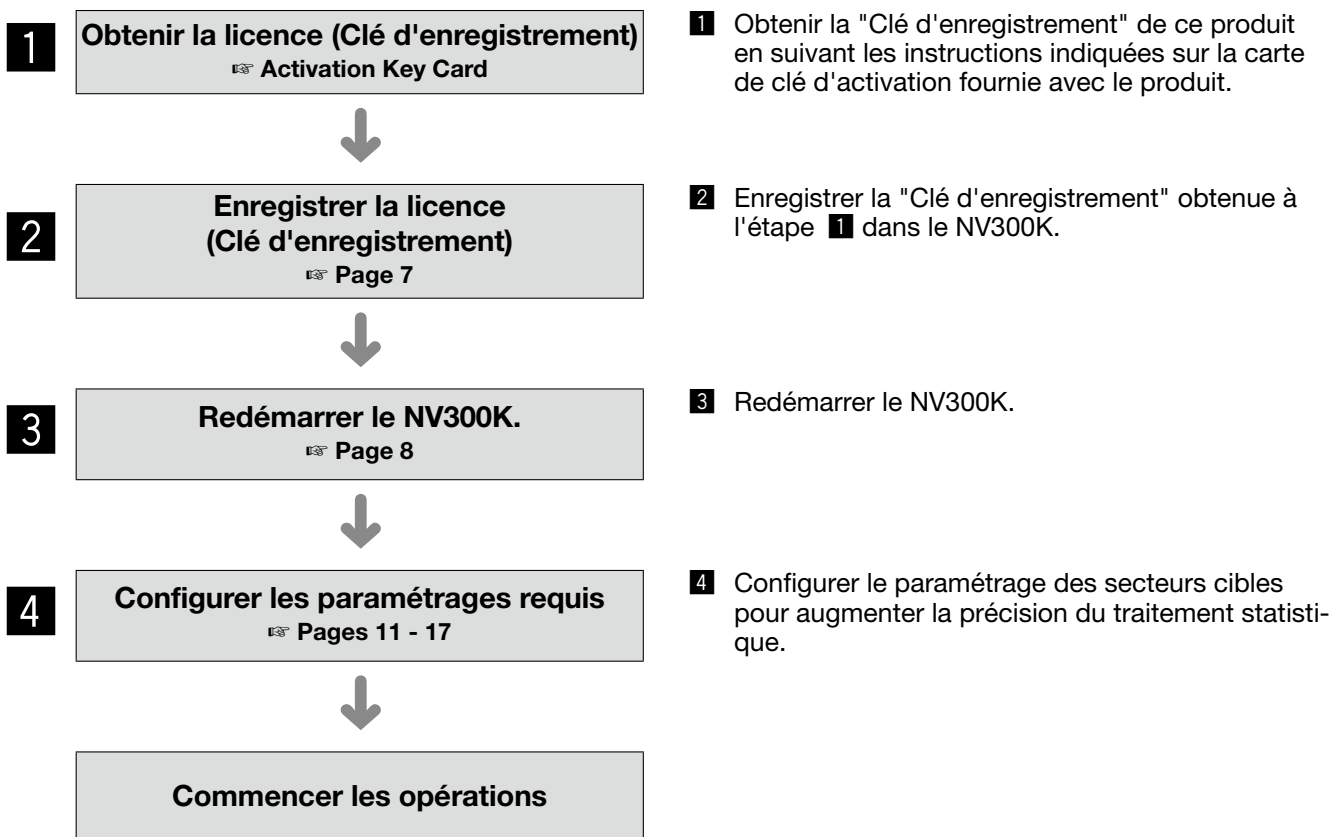 1
Obtenir la licence (Clé d'enregistrement)
☞ Activation Key Card
1 Obtenir la "Clé d'enregistrement" de ce produit
en suivant les instructions indiquées sur la carte
de clé d'activation fournie avec le produit.
2
Enregistrer la licence
(Clé d'enregistrement)
☞ Page 7
2 Enregistrer la "Clé d'enregistrement" obtenue à
l'étape 1 dans le NV300K.
3
Redémarrer le NV300K.
☞ Page 8
3 Redémarrer le NV300K.
4
Configurer les paramétrages requis
☞ Pages 11 - 17
4 Configurer le paramétrage des secteurs cibles
pour augmenter la précision du traitement statisti-
que.
Commencer les opérations